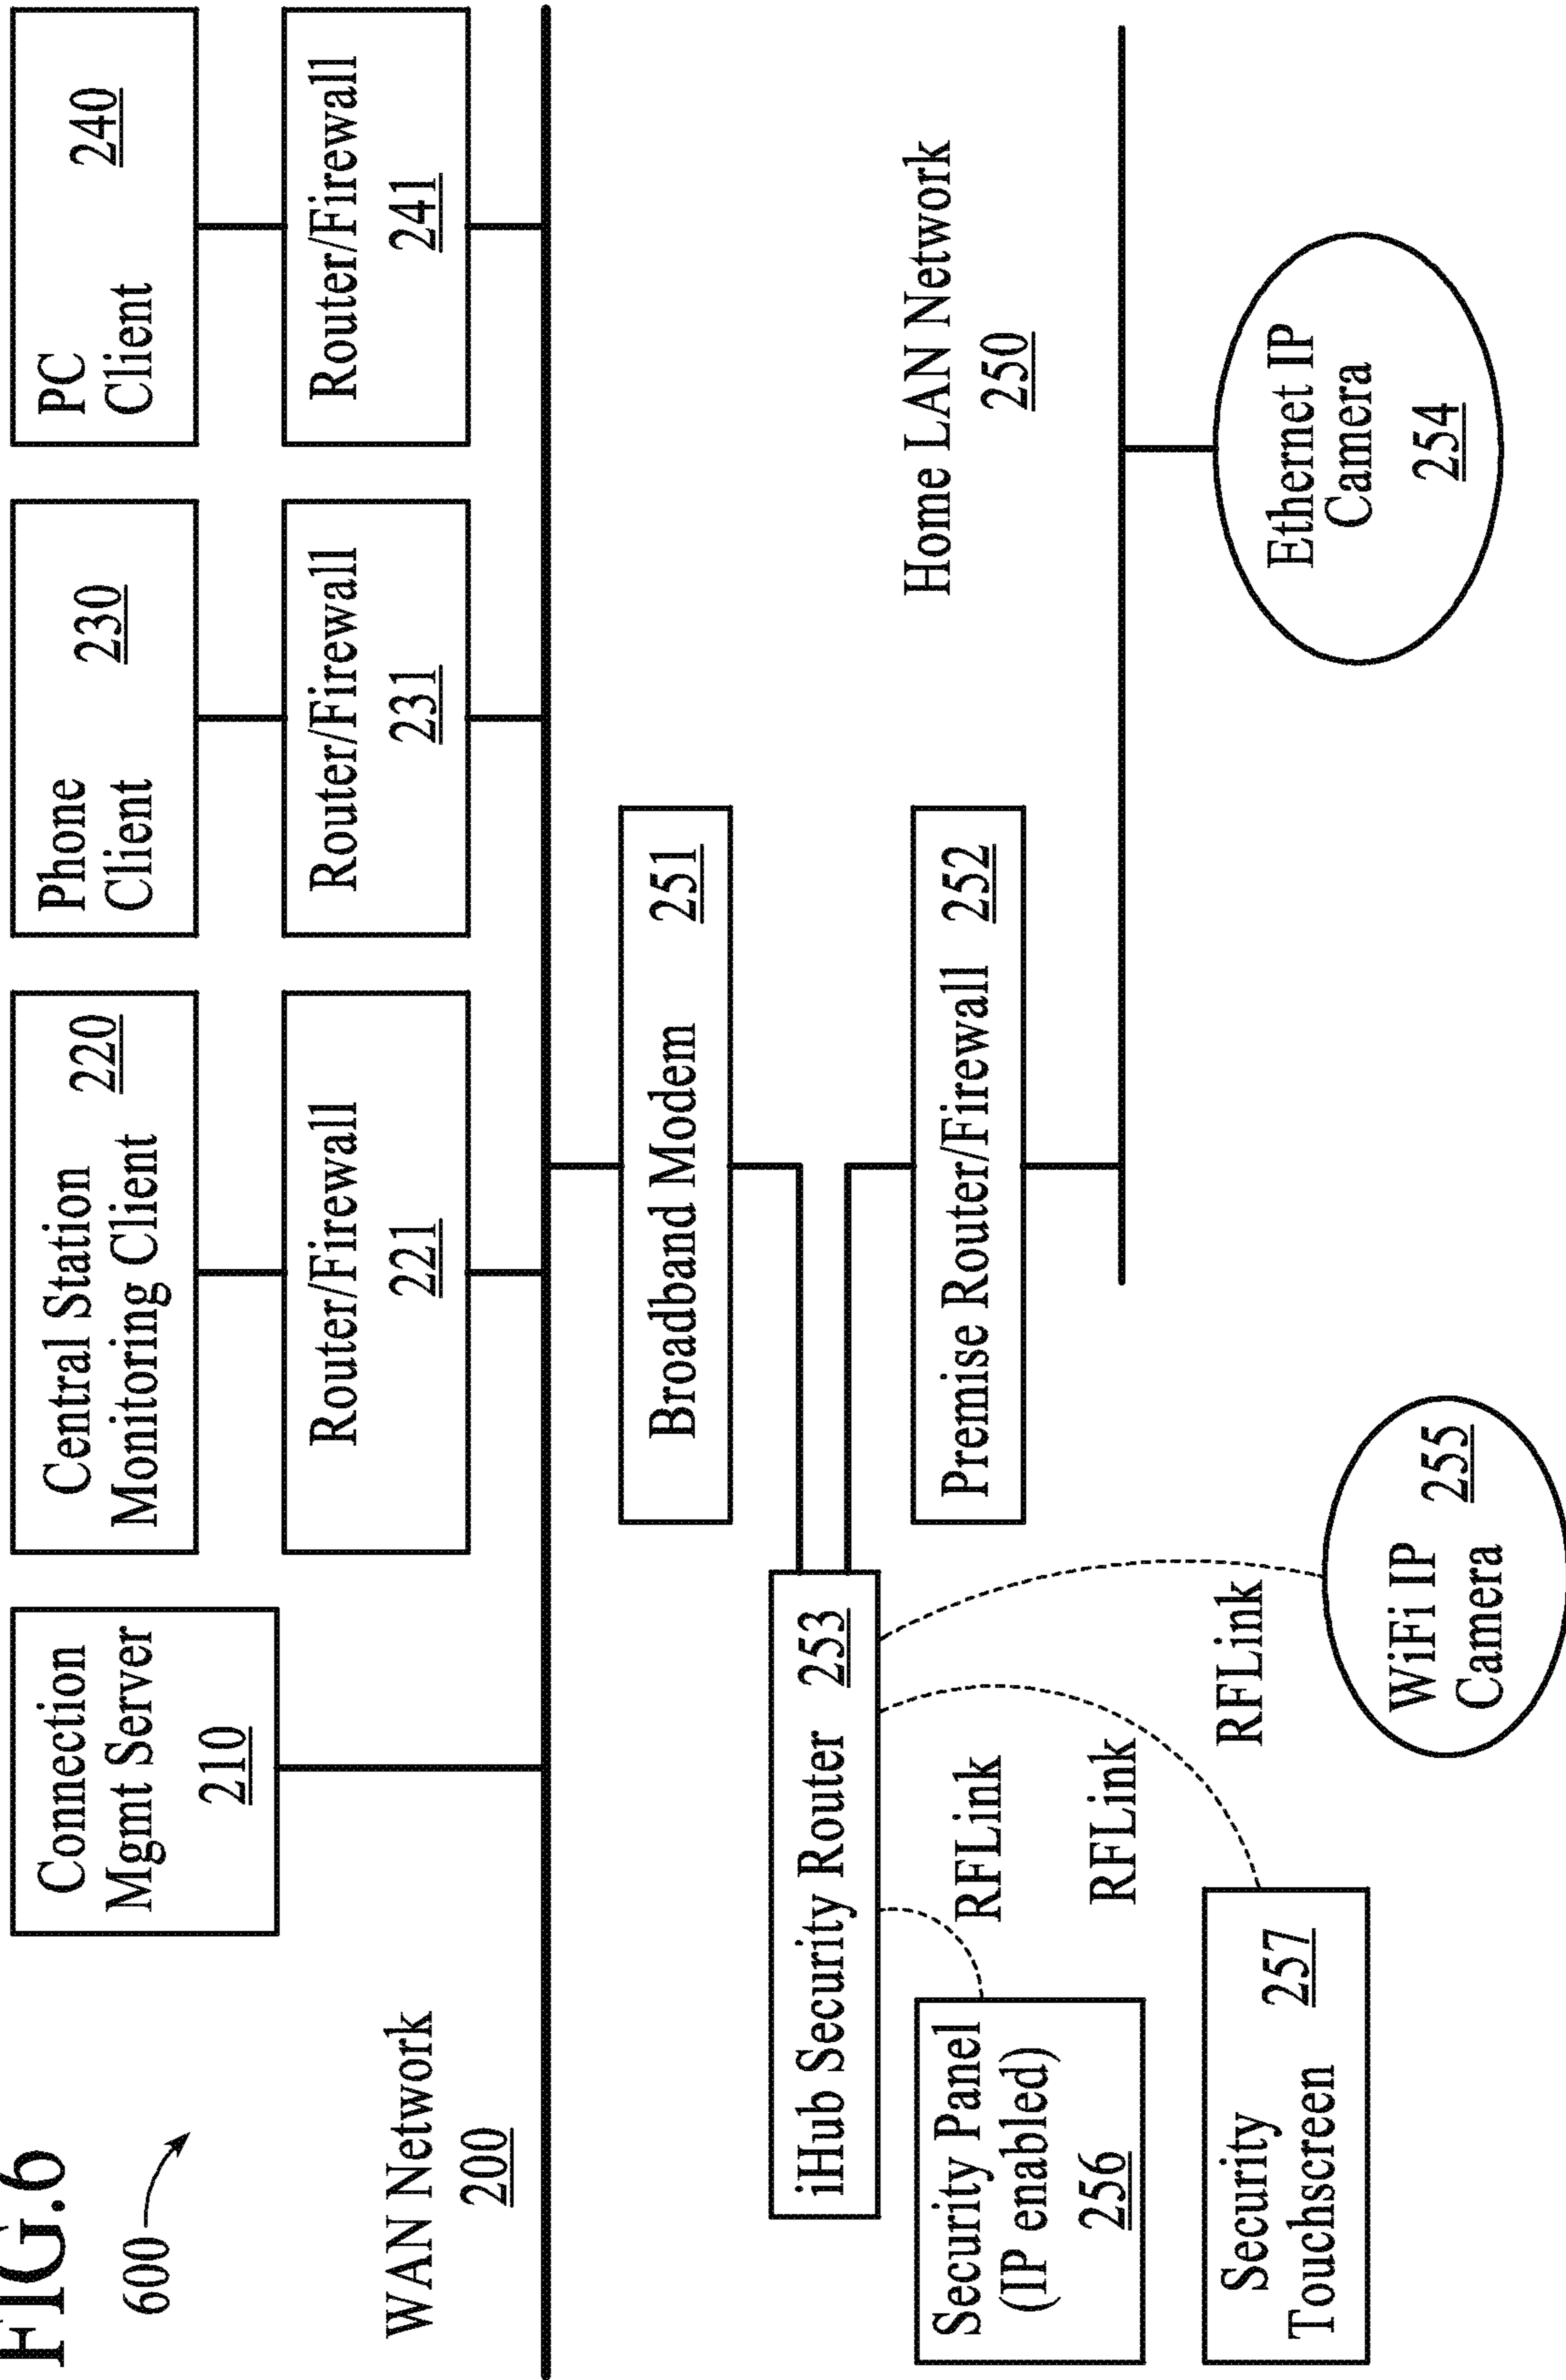 FIG.6
600
Connection
Mgmt Server
210
Central Station
Monitoring Client
220
Phone
Client
230
PC
Client
240
Router/Firewall
221
Router/Firewall
231
Router/Firewall
241
WAN Network
200
Broadband Modem 251
iHub Security Router 253
Premise Router/Firewall 252
Home LAN Network
250
Security Panel
(IP enabled)
256
RFLink
RFLink
RFLink
Security
Touchscreen
257
WiFi IP
Camera
255
Ethernet IP
Camera
254